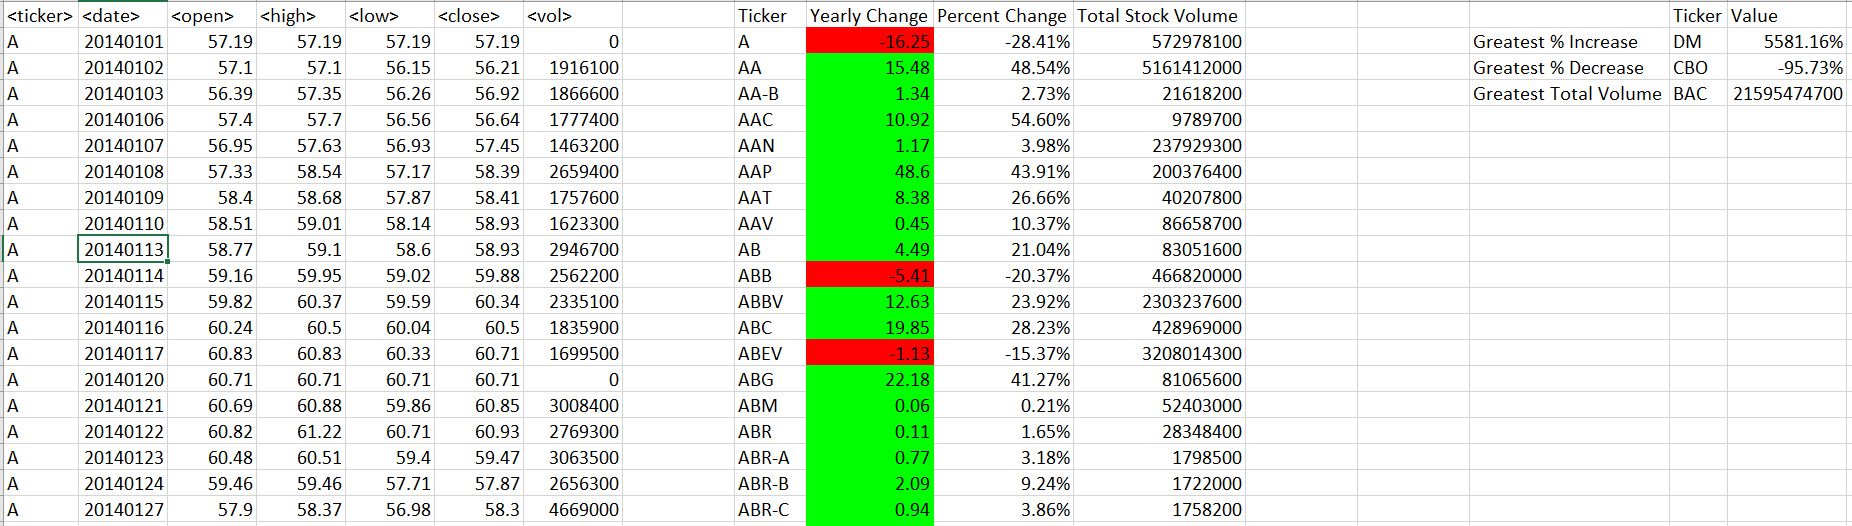 <ticker> <date> <open> <high> <low> <close> <vol> Ticker Yearly Change Percent Change Total Stock Volume Ticker Value
A 20140101 57.19 57.19 57.19 57.19 0 A -16.25 -28.41% 572978100 Greatest % Increase DM 5581.16%
A 20140102 57.1 57.1 56.15 56.21 1916100 AA 15.48 48.54% 5161412000 Greatest % Decrease CBO -95.73%
A 20140103 56.39 57.35 56.26 56.92 1866600 AA-B 1.34 2.73% 21618200 Greatest Total Volume BAC 21595474700
A 20140106 57.4 57.7 56.56 56.64 1777400 AAC 10.92 54.60% 9789700
A 20140107 56.95 57.63 56.93 57.45 1463200 AAN 1.17 3.98% 237929300
A 20140108 57.33 58.54 57.17 58.39 2659400 AAP 48.6 43.91% 200376400
A 20140109 58.4 58.68 57.87 58.41 1757600 AAT 8.38 26.66% 40207800
A 20140110 58.51 59.01 58.14 58.93 1623300 AAV 0.45 10.37% 86658700
A 20140113 58.77 59.1 58.6 58.93 2946700 AB 4.49 21.04% 83051600
A 20140114 59.16 59.95 59.02 59.88 2562200 ABB -5.41 -20.37% 466820000
A 20140115 59.82 60.37 59.59 60.34 2335100 ABBV 12.63 23.92% 2303237600
A 20140116 60.24 60.5 60.04 60.5 1835900 ABC 19.85 28.23% 428969000
A 20140117 60.83 60.83 60.33 60.71 1699500 ABEV -1.13 -15.37% 3208014300
A 20140120 60.71 60.71 60.71 60.71 0 ABG 22.18 41.27% 81065600
A 20140121 60.69 60.88 59.86 60.85 3008400 ABM 0.06 0.21% 52403000
A 20140122 60.82 61.22 60.71 60.93 2769300 ABR 0.11 1.65% 28348400
A 20140123 60.48 60.51 59.4 59.47 3063500 ABR-A 0.77 3.18% 1798500
A 20140124 59.46 59.46 57.71 57.87 2656300 ABR-B 2.09 9.24% 1722000
A 20140127 57.9 58.37 56.98 58.3 4669000 ABR-C 0.94 3.86% 1758200